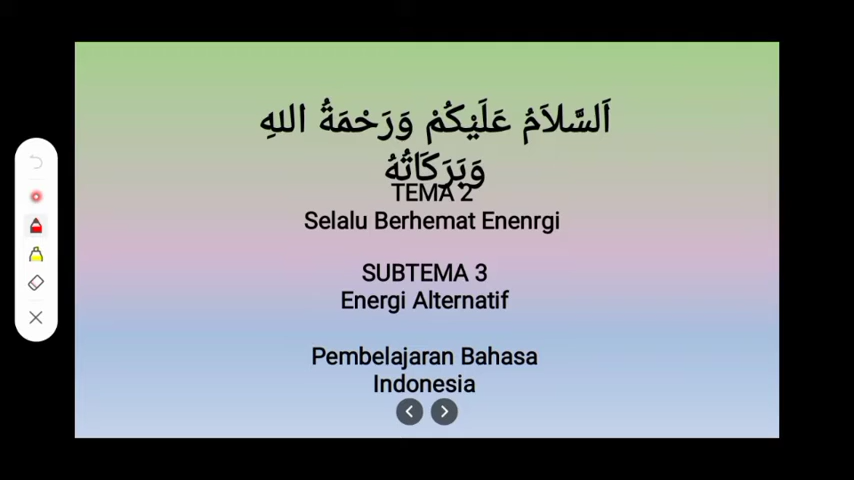 اَلسَّلاَمُ عَلَيْكُمْ وَرَحْمَةُ اللهِ
وَبَرَكَاتُهُ
TEMA 2
Selalu Berhemat Enenrgi
SUBTEMA 3
Energi Alternatif
Pembelajaran Bahasa
Indonesia